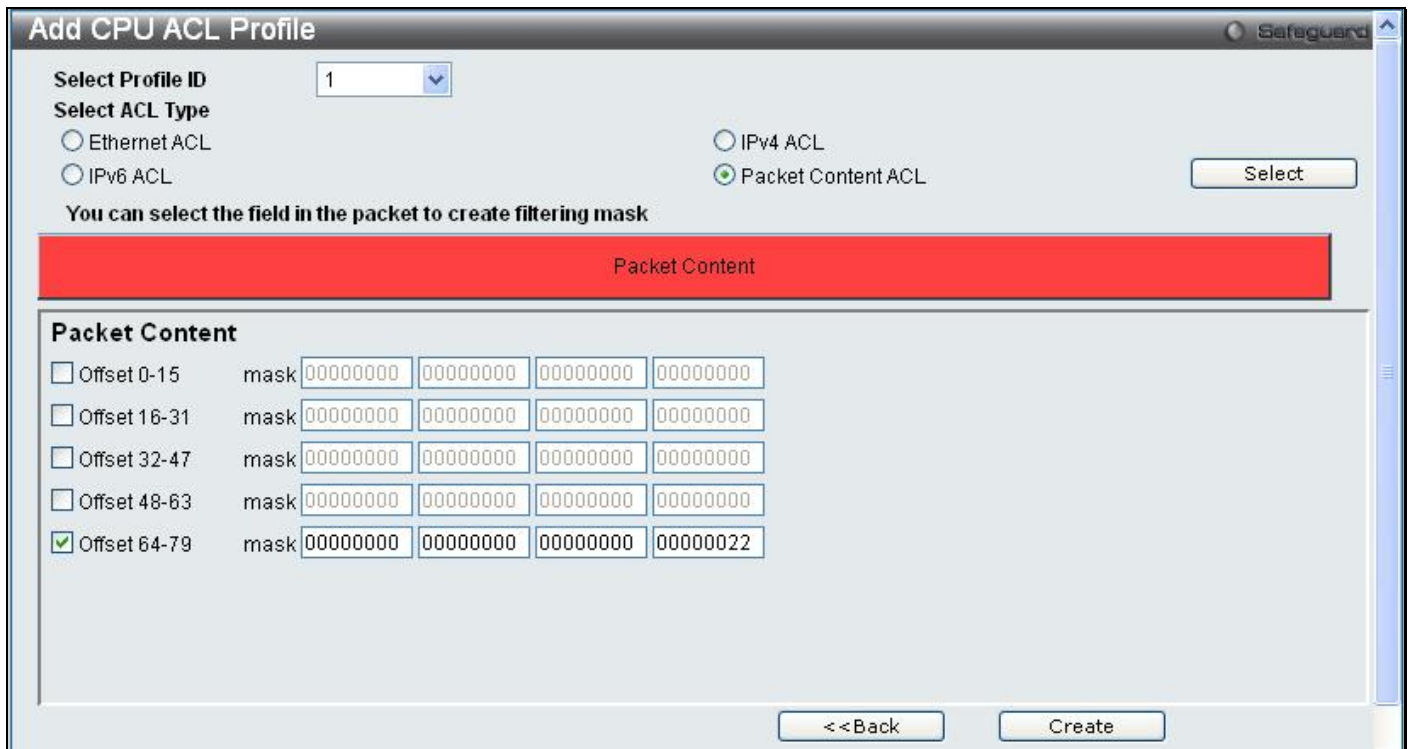 Add CPU ACL Profile
Safeguard
Select Profile ID 1
Select ACL Type
Ethernet ACL IPv4 ACL
IPv6 ACL Packet Content ACL Select
You can select the field in the packet to create filtering mask
Packet Content
Packet Content
Offset 0-15 mask 00000000 00000000 00000000 00000000
Offset 16-31 mask 00000000 00000000 00000000 00000000
Offset 32-47 mask 00000000 00000000 00000000 00000000
Offset 48-63 mask 00000000 00000000 00000000 00000000
Offset 64-79 mask 00000000 00000000 00000000 00000022
<<Back Create